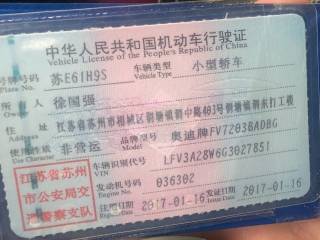 中华人民共和国机动车行驶证
Vehicle License of the People's Republic of China
号牌号码 苏E61H9S 车辆类型 小型轿车
Vehicle Type
所有人 徐国强
住址 江苏省苏州市相城区 403号
使用性质 非营运 品牌型号 奥迪牌FV7203BADBG
Use Character
车辆识别代号 LFV3A28W6G3027851
VIN
发动机号码 036302
Engine No.
注册日期 2017-01-16 发证日期 2017-01-16
江苏省苏州
市公安局交
通警察支队